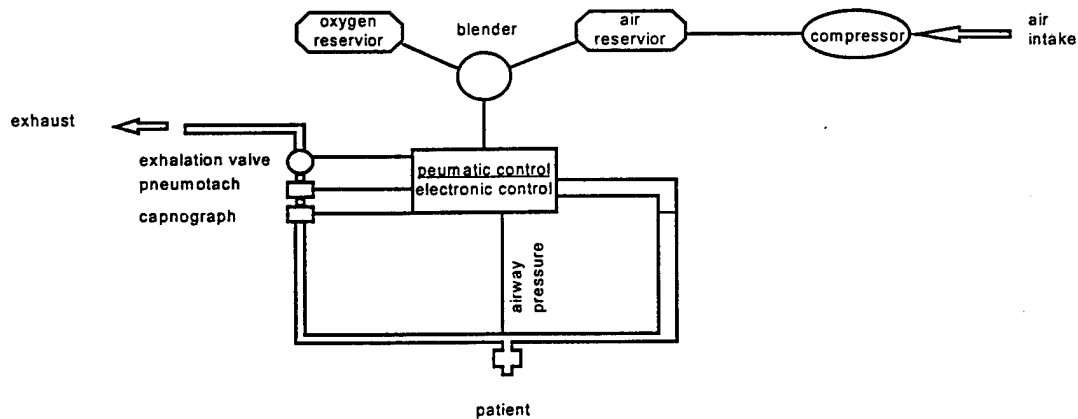 oxygen
reservior
blender
air
reservior
compressor
air
intake
exhaust
exhalation valve
pneumotach
capnograph
peumatic control
electronic control
airway
pressure
patient